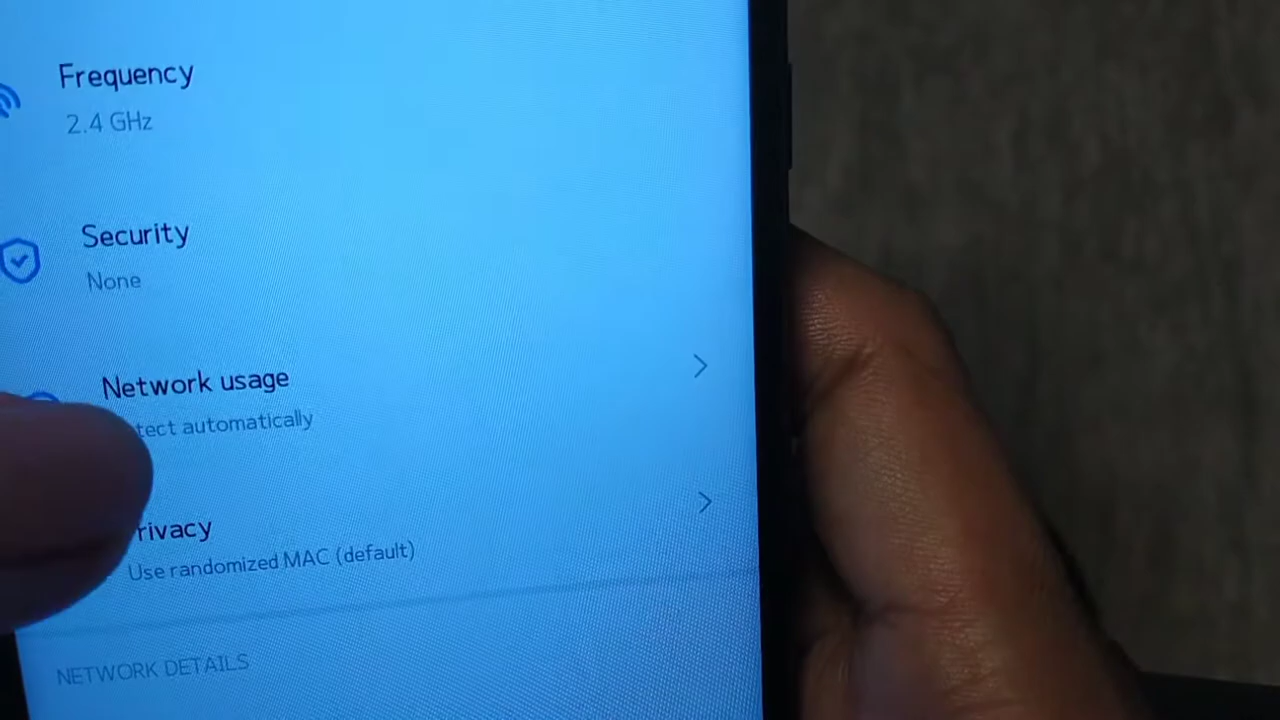 Frequency
2.4 GHz
Security
None
Network usage
tect automatically
rivacy
Use randomized MAC (default)
NETWORK DETAILS